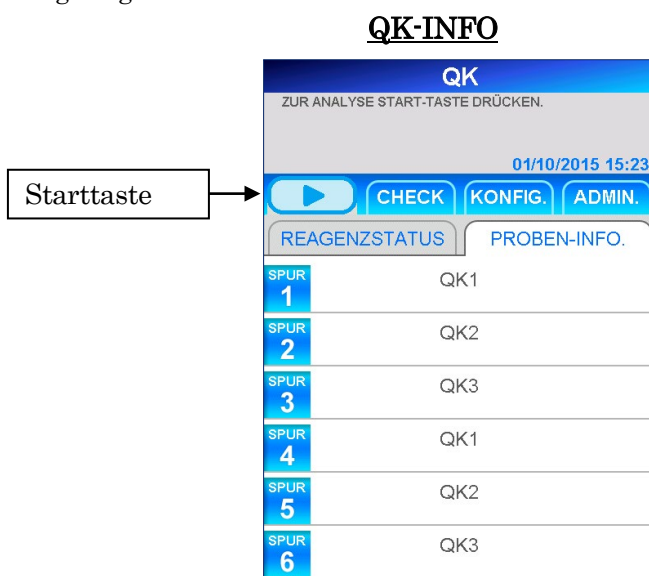 QK-INFO
QK
ZUR ANALYSE START-TASTE DRÜCKEN.
01/10/2015 15:23
Starttaste
CHECK KONFIG. ADMIN.
REAGENZSTATUS PROBEN-INFO.
SPUR
1 QK1
SPUR
2 QK2
SPUR
3 QK3
SPUR
4 QK1
SPUR
5 QK2
SPUR
6 QK3